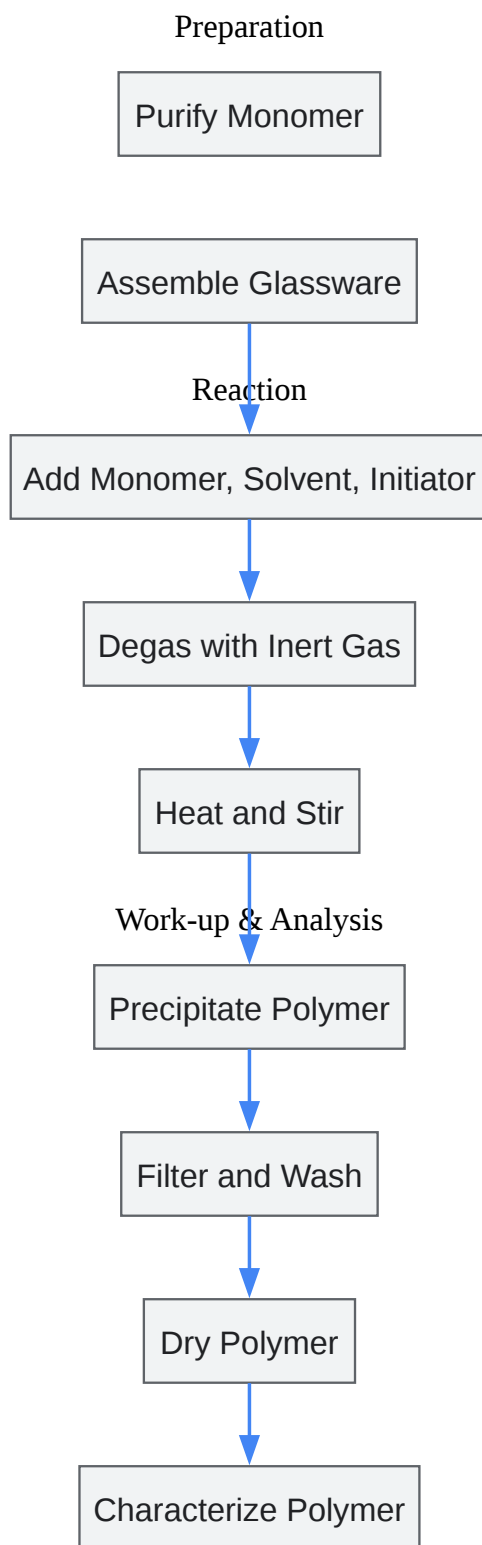 Preparation
Purify Monomer
Assemble Glassware
Reaction
Add Monomer, Solvent, Initiator
Degas with Inert Gas
Heat and Stir
Work-up & Analysis
Precipitate Polymer
Filter and Wash
Dry Polymer
Characterize Polymer